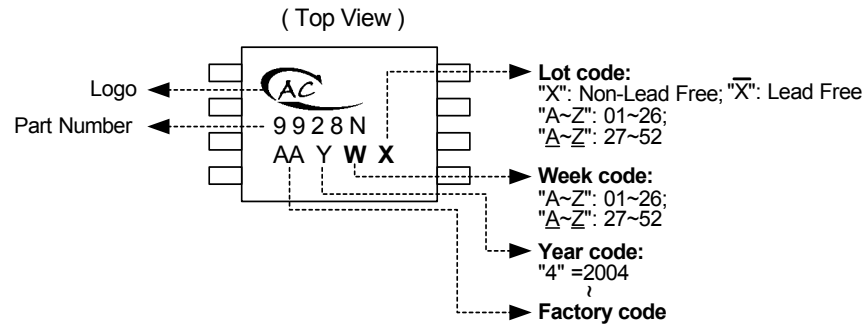 ( Top View )
Logo
AC
Part Number
9928N
AA Y W X
Lot code:
"X": Non-Lead Free; "X̅": Lead Free
"A~Z": 01~26;
"A̲~Z̲": 27~52
Week code:
"A~Z": 01~26;
"A̲~Z̲": 27~52
Year code:
"4" =2004
~
Factory code